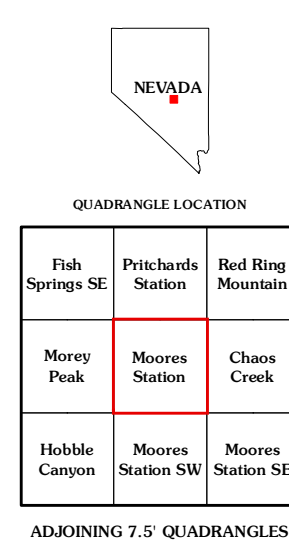 NEVADA
QUADRANGLE LOCATION
Fish
Springs SE
Pritchards
Station
Red Ring
Mountain
Morey
Peak
Moores
Station
Chaos
Creek
Hobble
Canyon
Moores
Station SW
Moores
Station SE
ADJOINING 7.5' QUADRANGLES